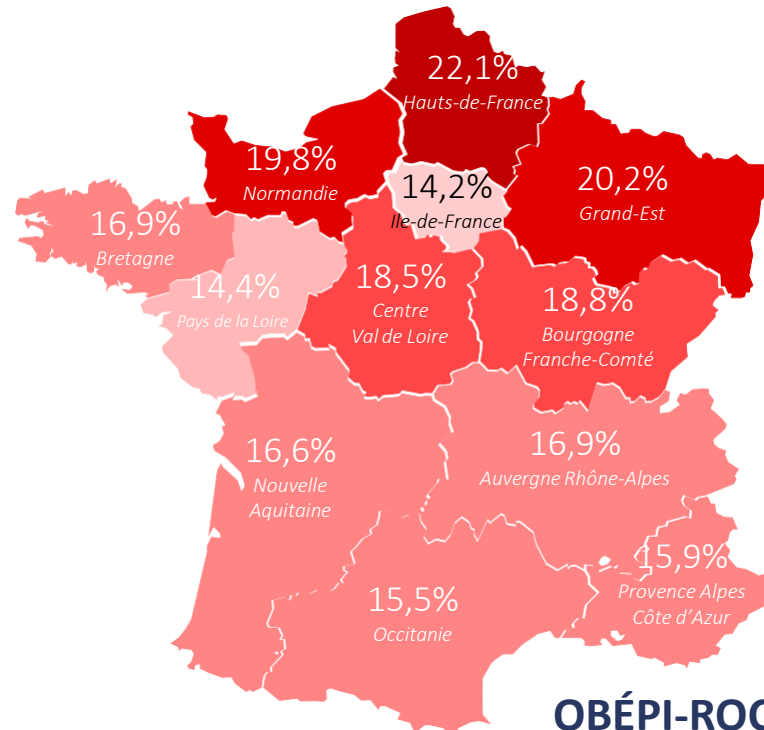 22,1%
Hauts-de-France
19,8%
Normandie
14,2%
Ile-de-France
20,2%
Grand-Est
16,9%
Bretagne
14,4%
Pays de la Loire
18,5%
Centre
Val de Loire
18,8%
Bourgogne
Franche-Comté
16,6%
Nouvelle
Aquitaine
16,9%
Auvergne Rhône-Alpes
15,9%
Provence Alpes
Côte d'Azur
15,5%
Occitanie
OBÉPI-ROC